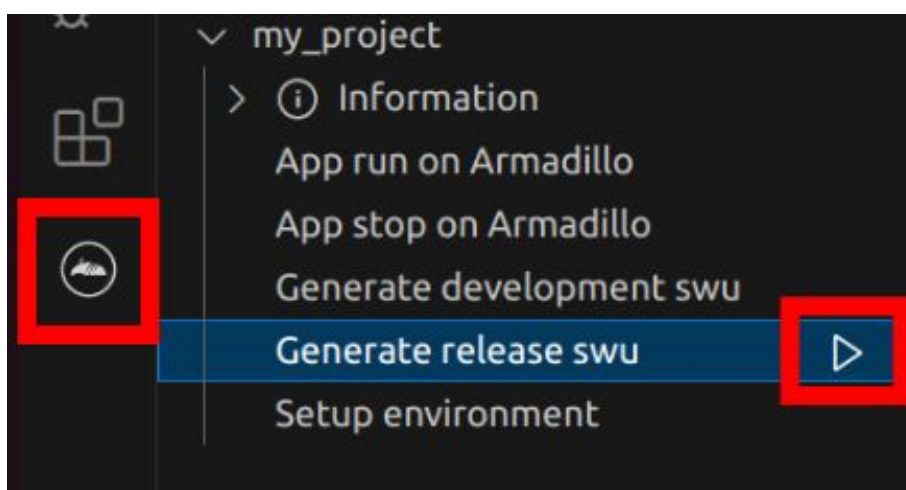 my_project
Information
App run on Armadillo
App stop on Armadillo
Generate development swu
Generate release swu
Setup environment